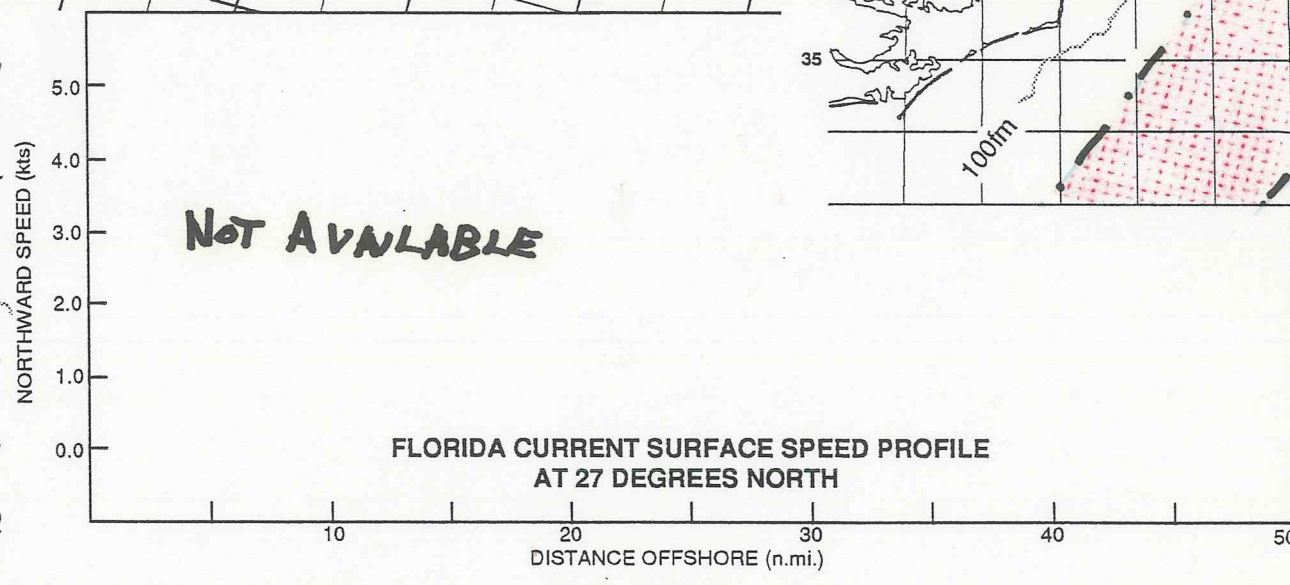 35
100fm
NORTHWARD SPEED (kts)
5.0
4.0
3.0
2.0
1.0
0.0
NOT AVAILABLE
FLORIDA CURRENT SURFACE SPEED PROFILE
AT 27 DEGREES NORTH
10
20
30
40
50
DISTANCE OFFSHORE (n.mi.)